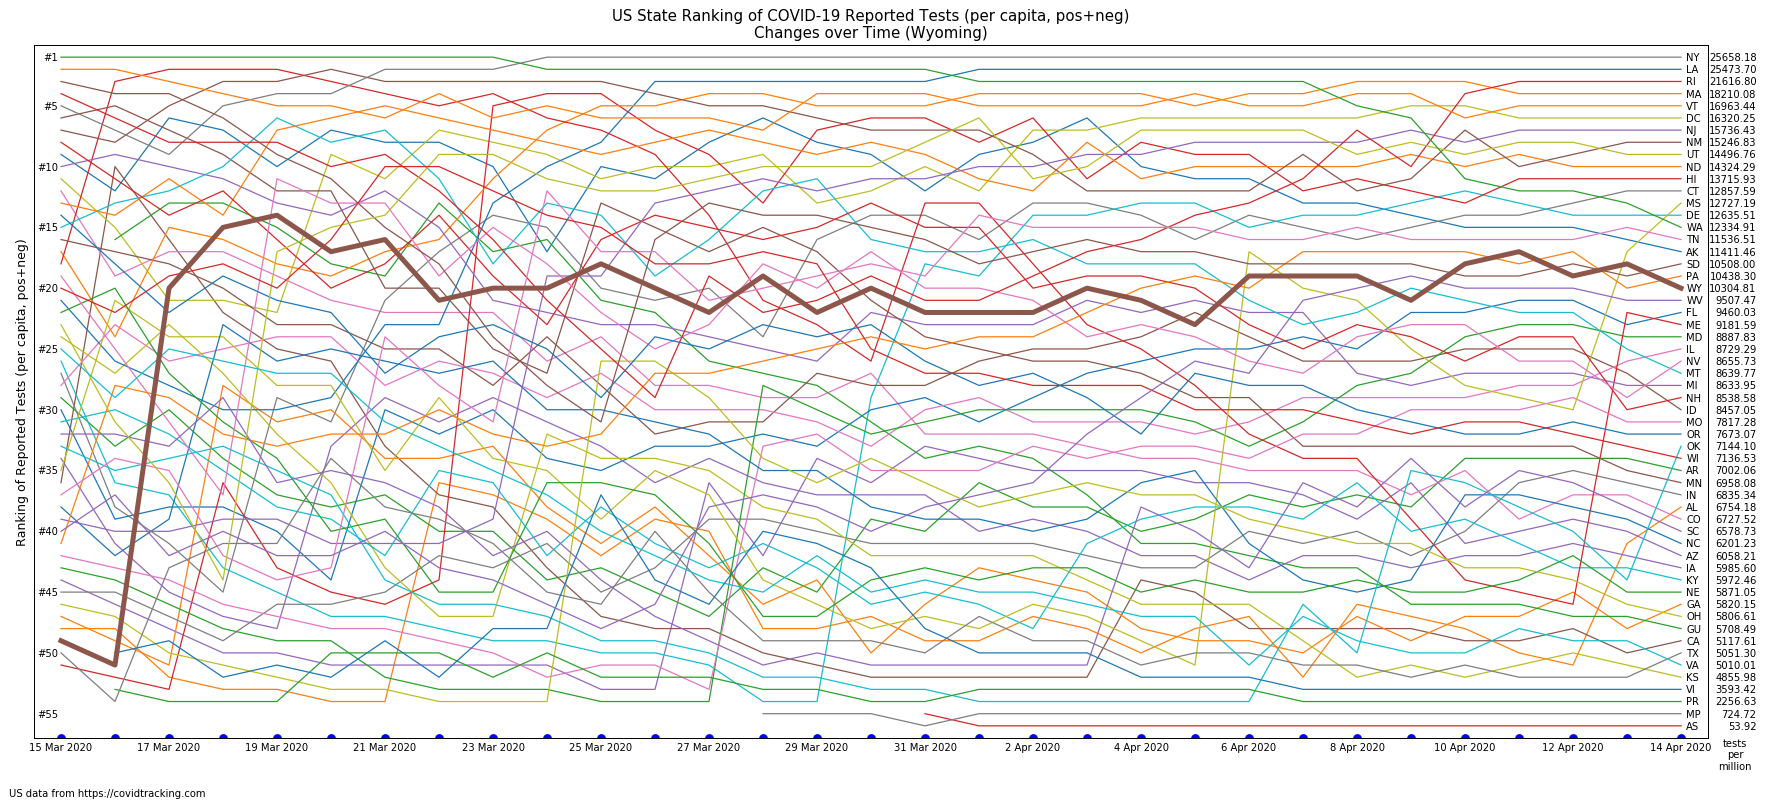 US State Ranking of COVID-19 Reported Tests (per capita, pos+neg)
Changes over Time (Wyoming)
Ranking of Reported Tests (per capita, pos+neg)
#1
#5
#10
#15
#20
#25
#30
#35
#40
#45
#50
#55
NY 25658.18
LA 25473.70
RI 21616.80
MA 18210.08
VT 16963.44
DC 16320.25
NJ 15736.43
NM 15246.83
UT 14496.76
ND 14324.29
HI 13715.93
CT 12857.59
MS 12727.19
DE 12635.51
WA 12334.91
TN 11536.51
AK 11411.46
SD 10508.00
PA 10438.30
WY 10304.81
WV 9507.47
FL 9460.03
ME 9181.59
MD 8887.83
IL 8729.29
NV 8655.73
MT 8639.77
MI 8633.95
NH 8538.58
ID 8457.05
MO 7817.28
OR 7673.07
OK 7144.10
WI 7136.53
AR 7002.06
MN 6958.08
IN 6835.34
AL 6754.18
CO 6727.52
SC 6578.73
NC 6201.23
AZ 6058.21
IA 5985.60
KY 5972.46
NE 5871.05
GA 5820.15
OH 5806.61
GU 5708.49
CA 5117.61
TX 5051.30
VA 5010.01
KS 4855.98
VI 3593.42
PR 2256.63
MP 724.72
AS 53.92
15 Mar 2020 17 Mar 2020 19 Mar 2020 21 Mar 2020 23 Mar 2020 25 Mar 2020 27 Mar 2020 29 Mar 2020 31 Mar 2020 2 Apr 2020 4 Apr 2020 6 Apr 2020 8 Apr 2020 10 Apr 2020 12 Apr 2020 14 Apr 2020
tests
per
million
US data from https://covidtracking.com